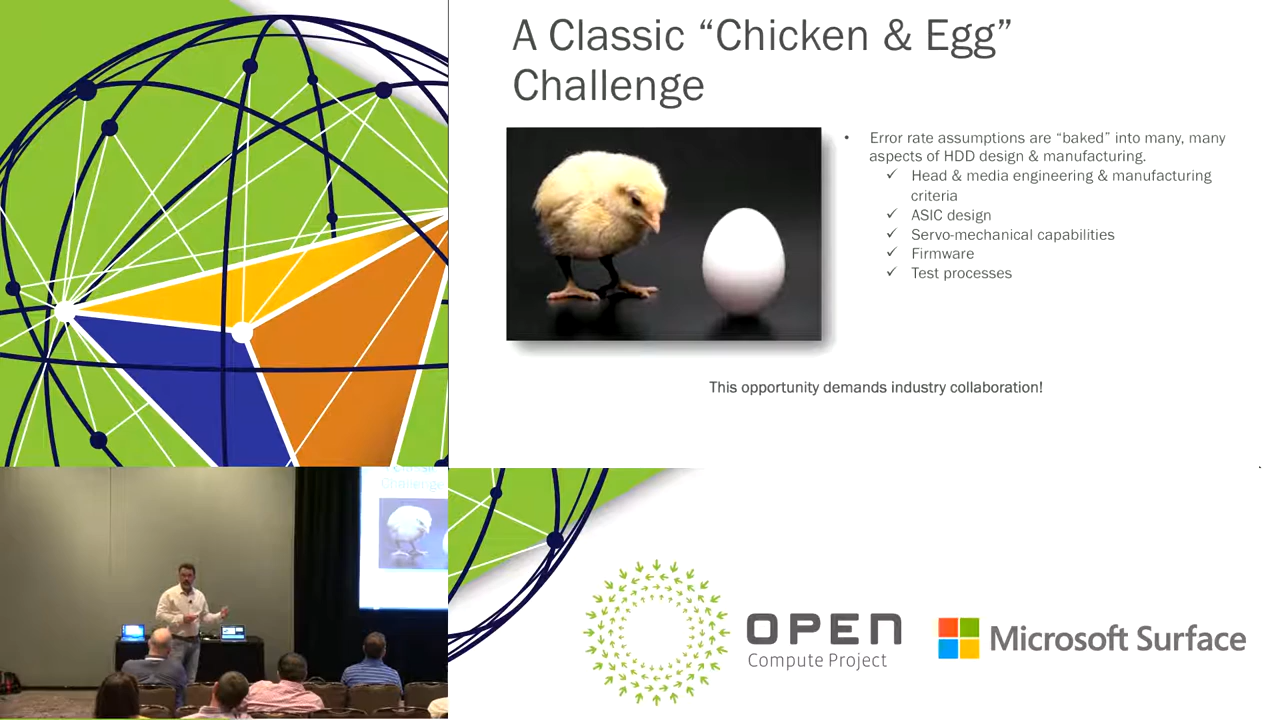 A Classic “Chicken & Egg”
Challenge
• Error rate assumptions are “baked” into many, many
aspects of HDD design & manufacturing.
✓ Head & media engineering & manufacturing
criteria
✓ ASIC design
✓ Servo-mechanical capabilities
✓ Firmware
✓ Test processes
This opportunity demands industry collaboration!
Challenge
OPEN
Compute Project
Microsoft Surface